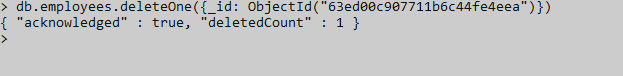 > db.employees.deleteOne({_id: ObjectId("63ed00c907711b6c44fe4eea")})
{ "acknowledged" : true, "deletedCount" : 1 }
>